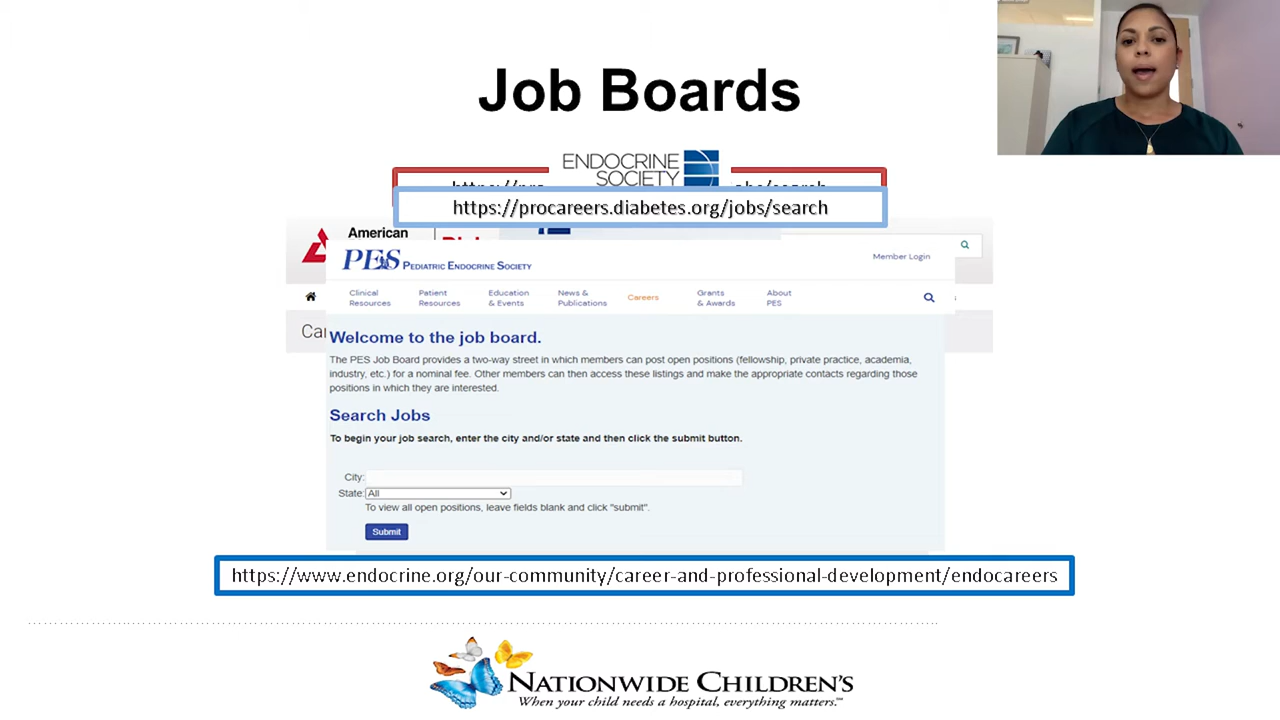 Job Boards
ENDOCRINE
SOCIETY
https://pro
obs/search
https://procareers.diabetes.org/jobs/search
American
PES PEDIATRIC ENDOCRINE SOCIETY
Member Login
Clinical Resources
Patient Resources
Education & Events
News & Publications
Careers
Grants & Awards
About PES
Welcome to the job board.
The PES Job Board provides a two-way street in which members can post open positions (fellowship, private practice, academia,
industry, etc.) for a nominal fee. Other members can then access these listings and make the appropriate contacts regarding those
positions in which they are interested.
Search Jobs
To begin your job search, enter the city and/or state and then click the submit button.
City:
State: All
To view all open positions, leave fields blank and click "submit".
Submit
https://www.endocrine.org/our-community/career-and-professional-development/endocareers
NATIONWIDE CHILDREN'S
When your child needs a hospital, everything matters.℠